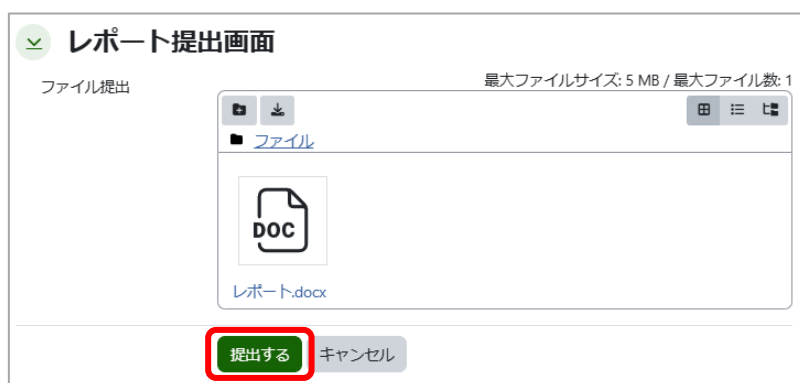 レポート提出画面
最大ファイルサイズ: 5 MB / 最大ファイル数: 1
ファイル提出
ファイル
DOC
レポート.docx
提出する キャンセル